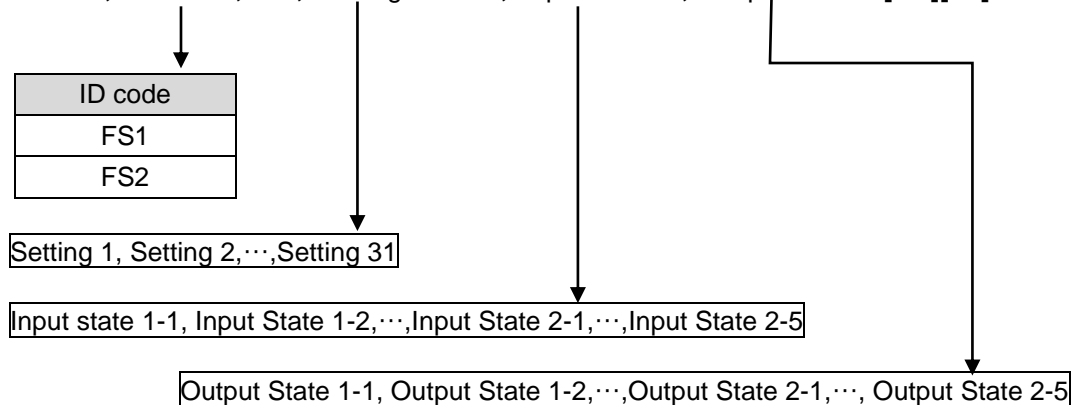 ID code
FS1
FS2
Setting 1, Setting 2,⋯,Setting 31
Input state 1-1, Input State 1-2,⋯,Input State 2-1,⋯,Input State 2-5
Output State 1-1, Output State 1-2,⋯,Output State 2-1,⋯, Output State 2-5